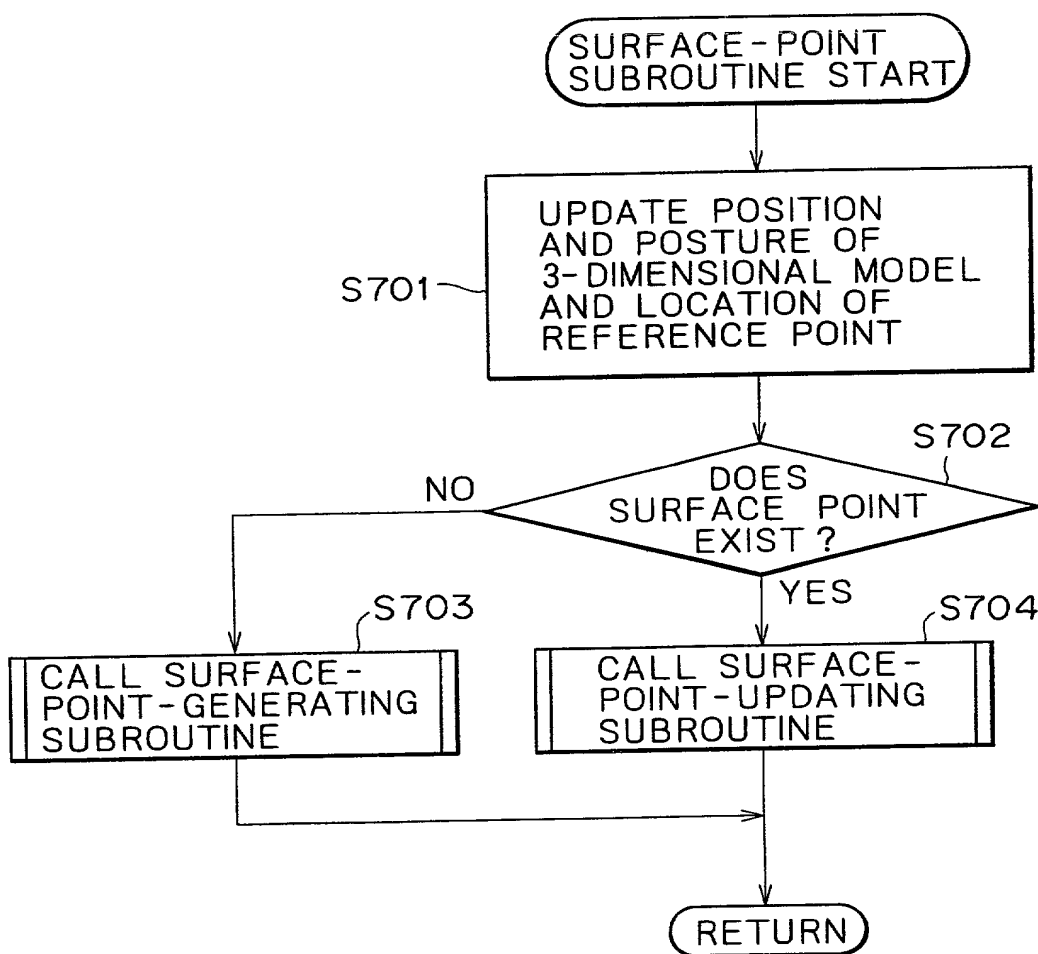 SURFACE-POINT
SUBROUTINE START
UPDATE POSITION
AND POSTURE OF
3-DIMENSIONAL MODEL
AND LOCATION OF
REFERENCE POINT
S701
S702
DOES
SURFACE POINT
EXIST?
NO
YES
S703
CALL SURFACE-
POINT-GENERATING
SUBROUTINE
S704
CALL SURFACE-
POINT-UPDATING
SUBROUTINE
RETURN